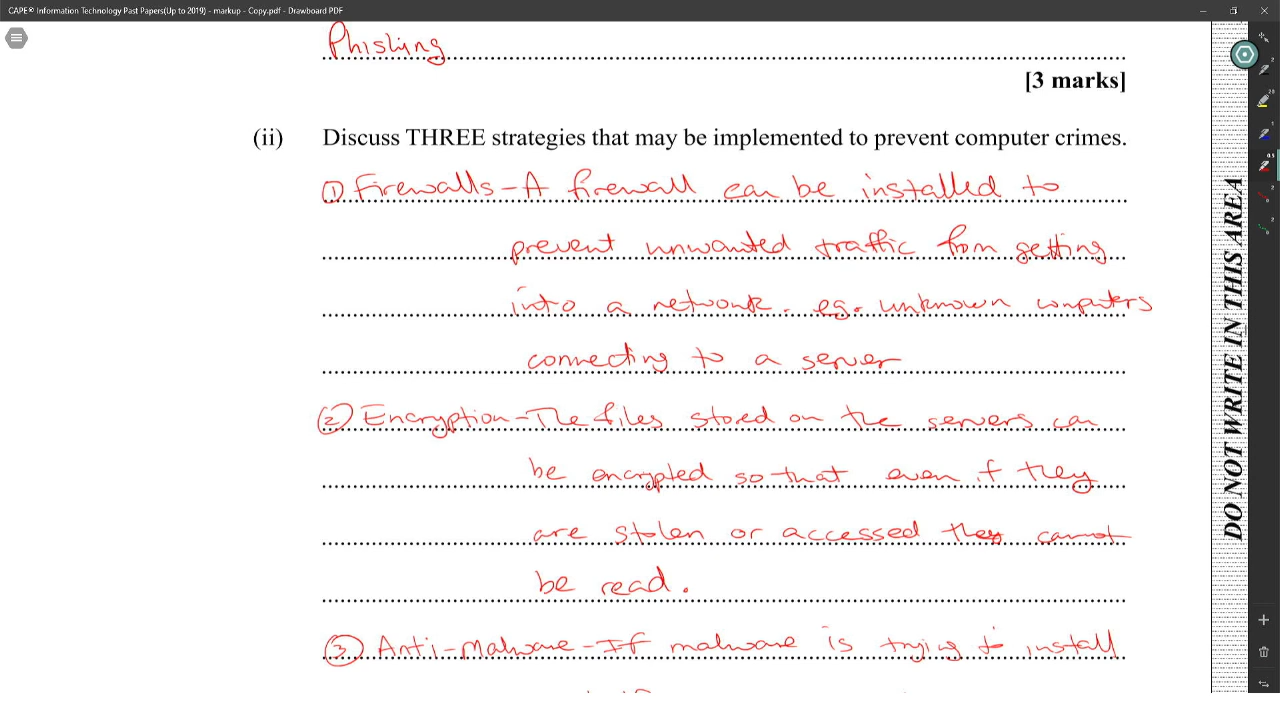 CAPE® Information Technology Past Papers(Up to 2019) - markup - Copy.pdf - Drawboard PDF
Phishing
[3 marks]
(ii) Discuss THREE strategies that may be implemented to prevent computer crimes.
① Firewalls - A firewall can be installed to
prevent unwanted traffic from getting
into a network. eg. unknown computers
connecting to a server
② Encryption - The files stored on the servers can
be encrypted so that even if they
are stolen or accessed they cannot
be read.
③ Anti-Malware - If malware is trying to install
DO NOT WRITE IN THIS AREA